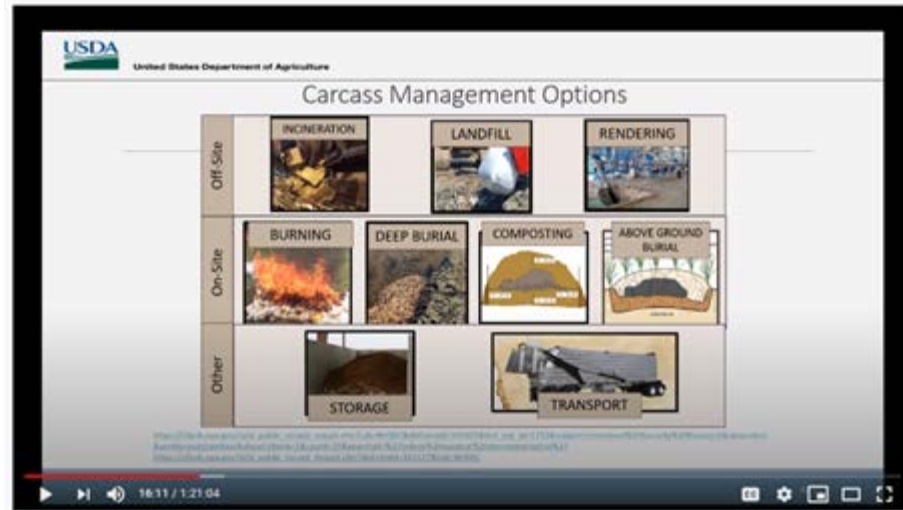 USDA
United States Department of Agriculture
Carcass Management Options
Off-Site
INCINERATION
LANDFILL
RENDERING
On-Site
BURNING
DEEP BURIAL
COMPOSTING
ABOVE GROUND
BURIAL
Other
STORAGE
TRANSPORT
16:11 / 1:21:04
CC